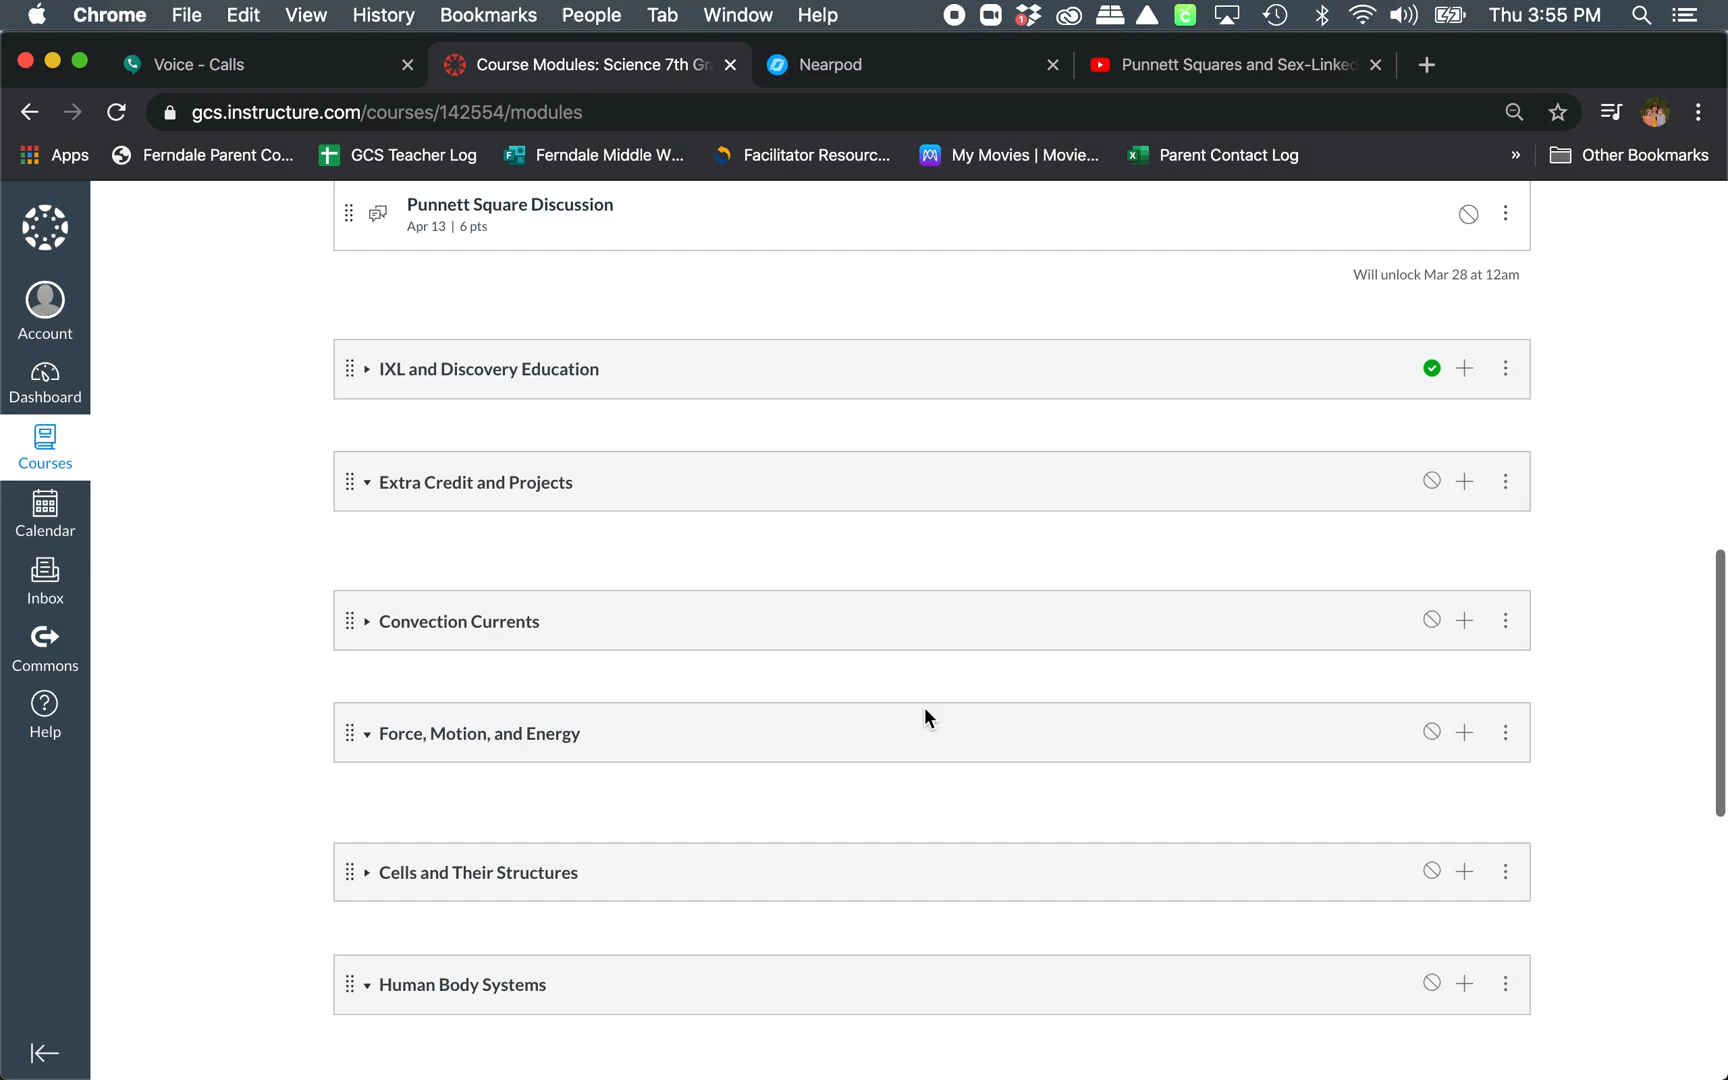 Chrome File Edit View History Bookmarks People Tab Window Help 1 Thu 3:55 PM
Voice - Calls Course Modules: Science 7th Gr Nearpod Punnett Squares and Sex-Linked
gcs.instructure.com/courses/142554/modules
Apps Ferndale Parent Co... GCS Teacher Log Ferndale Middle W... Facilitator Resourc... My Movies | Movie... Parent Contact Log » Other Bookmarks
Punnett Square Discussion
Apr 13 | 6 pts
Will unlock Mar 28 at 12am
Account
IXL and Discovery Education
Dashboard
Courses
Extra Credit and Projects
Calendar
Inbox
Convection Currents
Commons
Help
Force, Motion, and Energy
Cells and Their Structures
Human Body Systems